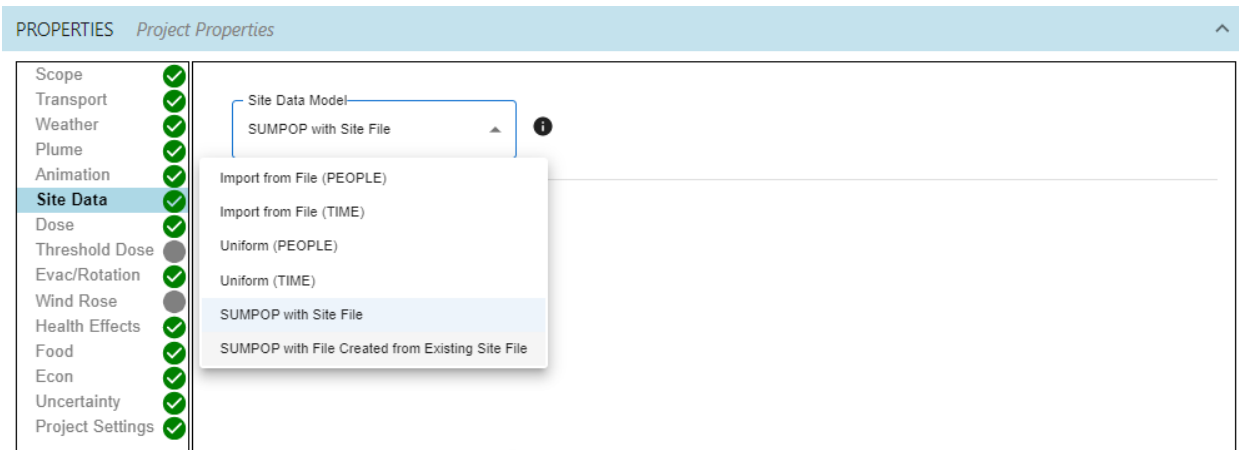 PROPERTIES Project Properties
Scope
Transport
Weather
Plume
Animation
Site Data
Dose
Threshold Dose
Evac/Rotation
Wind Rose
Health Effects
Food
Econ
Uncertainty
Project Settings
Site Data Model
SUMPOP with Site File
Import from File (PEOPLE)
Import from File (TIME)
Uniform (PEOPLE)
Uniform (TIME)
SUMPOP with Site File
SUMPOP with File Created from Existing Site File